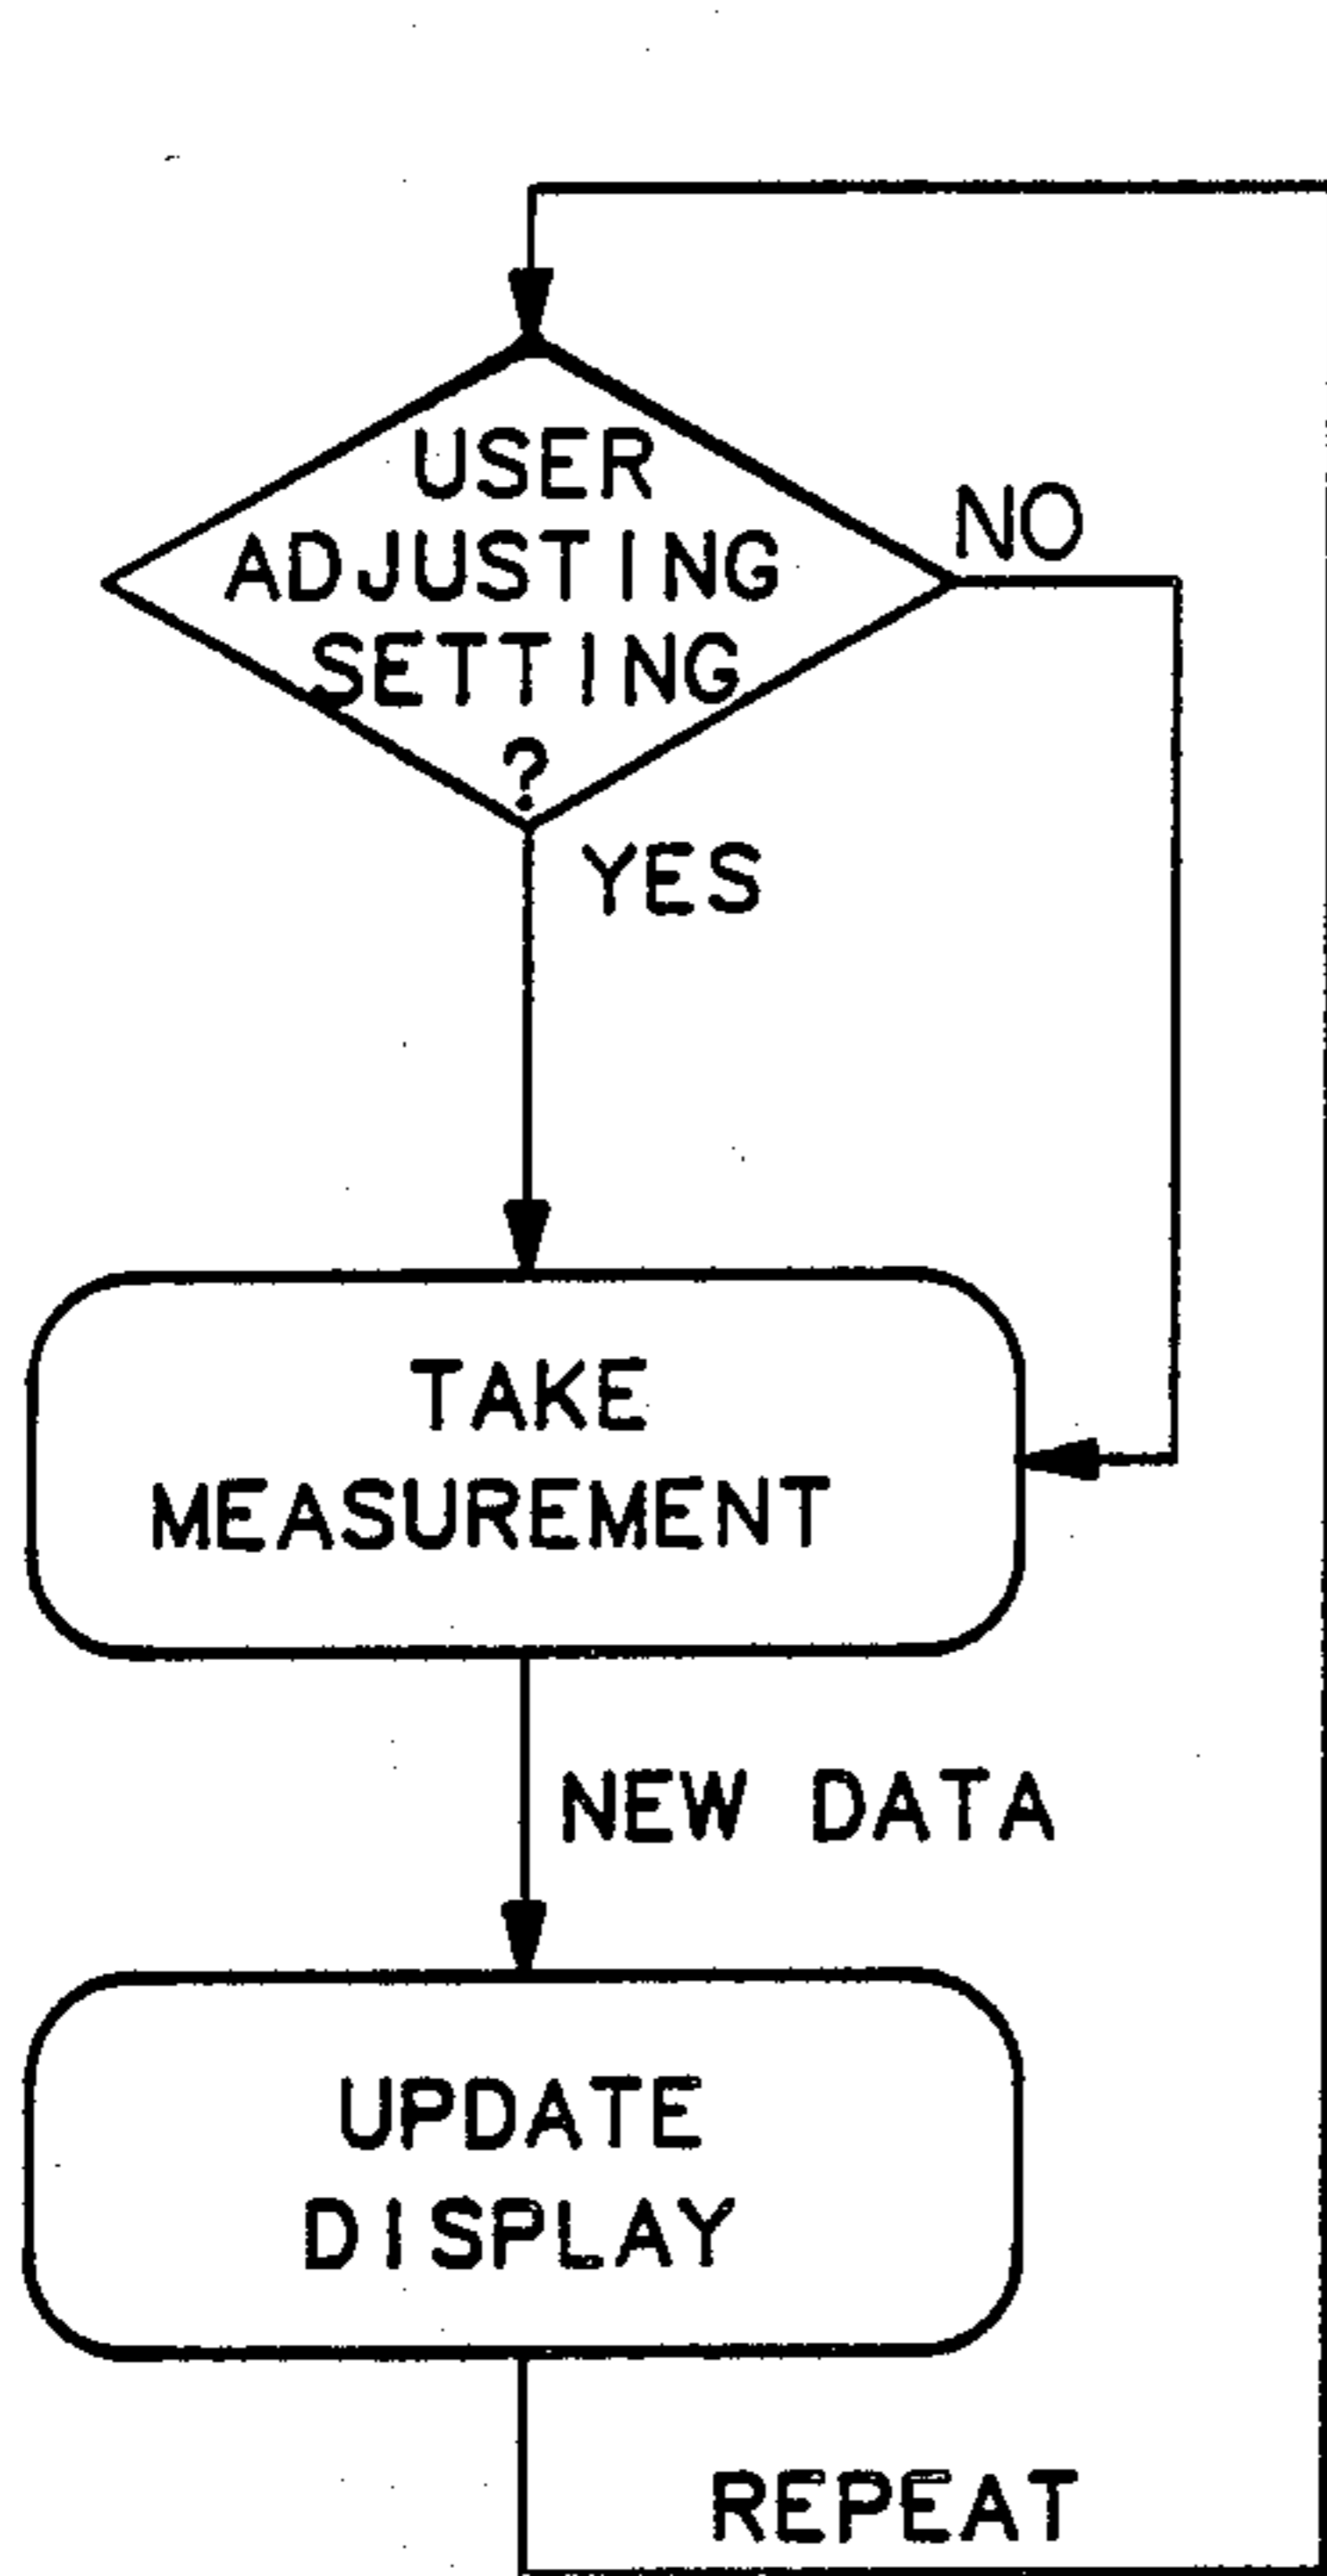 USER
ADJUSTING
SETTING
?
NO
YES
TAKE
MEASUREMENT
NEW DATA
UPDATE
DISPLAY
REPEAT